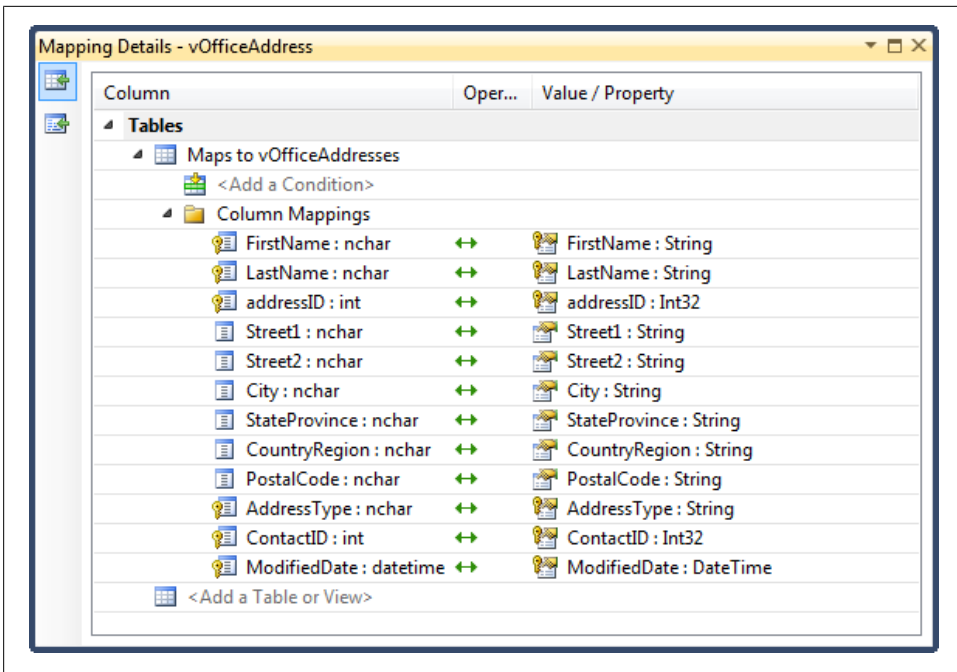 Mapping Details - vOfficeAddress
Column Oper... Value / Property
Tables
Maps to vOfficeAddresses
<Add a Condition>
Column Mappings
FirstName : nchar FirstName : String
LastName : nchar LastName : String
addressID : int addressID : Int32
Street1 : nchar Street1 : String
Street2 : nchar Street2 : String
City : nchar City : String
StateProvince : nchar StateProvince : String
CountryRegion : nchar CountryRegion : String
PostalCode : nchar PostalCode : String
AddressType : nchar AddressType : String
ContactID : int ContactID : Int32
ModifiedDate : datetime ModifiedDate : DateTime
<Add a Table or View>